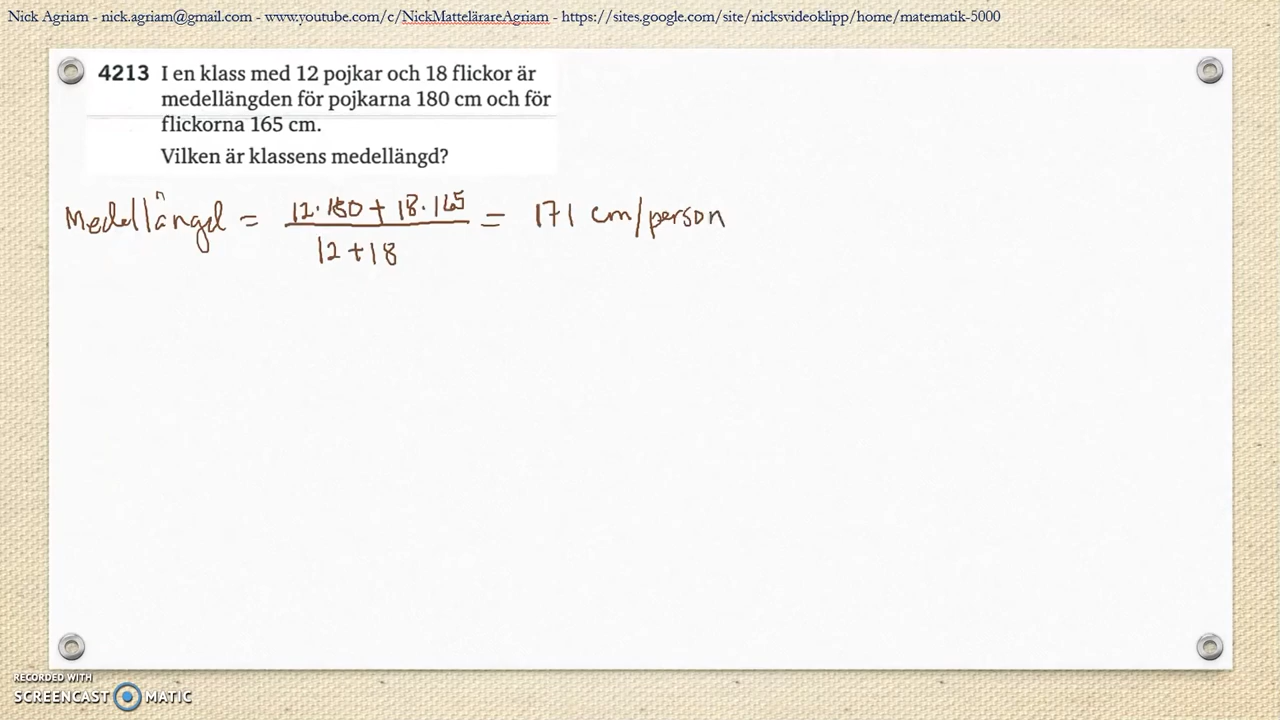 Nick Agriam - nick.agriam@gmail.com - www.youtube.com/c/NickMattelärareAgriam - https://sites.google.com/site/nicksvideoklipp/home/matematik-5000
4213 I en klass med 12 pojkar och 18 flickor är
medellängden för pojkarna 180 cm och för
flickorna 165 cm.
Vilken är klassens medellängd?
Medellängd = 12·180 + 18·165 = 171 cm/person
12+18
RECORDED WITH
SCREENCAST MATIC